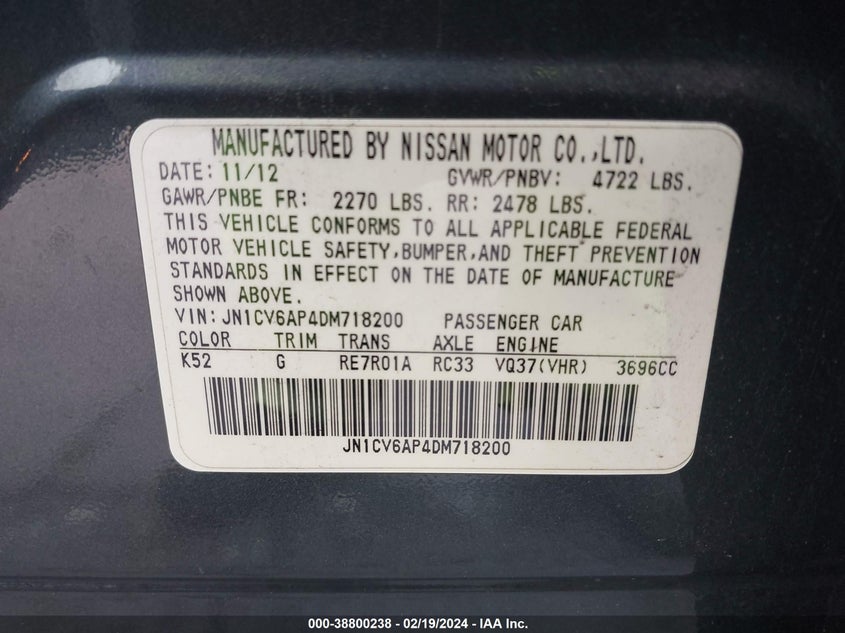 MANUFACTURED BY NISSAN MOTOR CO.,LTD.
DATE: 11/12 GVWR/PNBV: 4722 LBS.
GAWR/PNBE FR: 2270 LBS. RR: 2478 LBS.
THIS VEHICLE CONFORMS TO ALL APPLICABLE FEDERAL
MOTOR VEHICLE SAFETY,BUMPER,AND THEFT PREVENTION
STANDARDS IN EFFECT ON THE DATE OF MANUFACTURE
SHOWN ABOVE.
VIN:JN1CV6AP4DM718200 PASSENGER CAR
COLOR TRIM TRANS AXLE ENGINE
K52 G RE7R01A RC33 VQ37(VHR) 3696CC
JN1CV6AP4DM718200
000-38800238 - 02/19/2024 - IAA Inc.